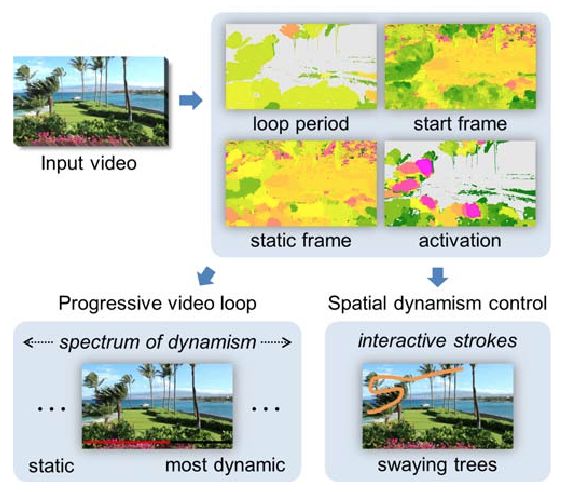 loop period
start frame
Input video
static frame
activation
Progressive video loop
Spatial dynamism control
spectrum of dynamism
interactive strokes
static
most dynamic
swaying trees